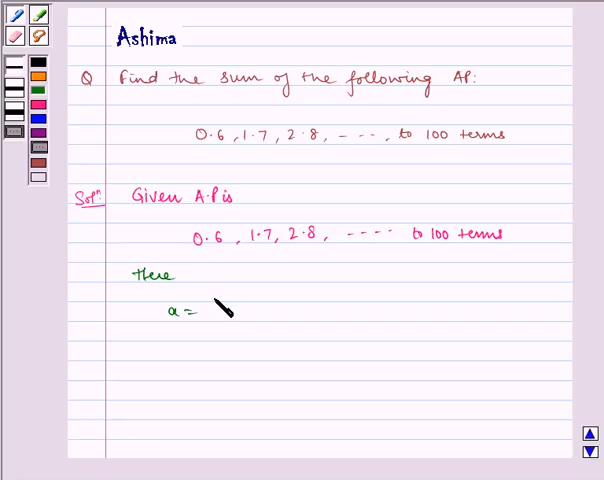 Ashima
Q Find the sum of the following AP:
0.6, 1.7, 2.8, ----, to 100 terms
Solⁿ. Given A.P is
0.6, 1.7, 2.8, ---- to 100 terms
Here
a =